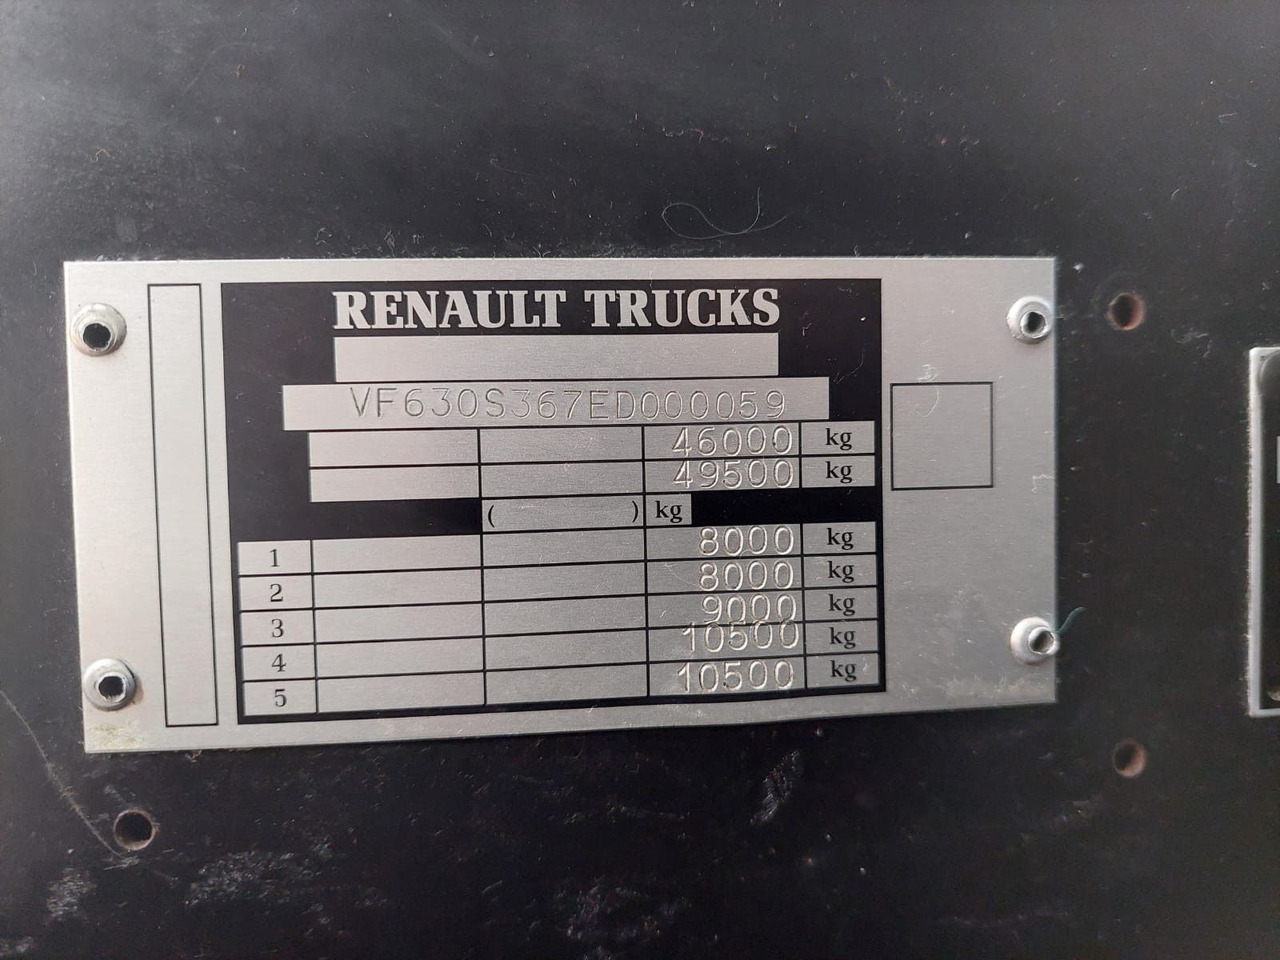 RENAULT TRUCKS
VF630S367ED000059
46000 kg
49500 kg
( ) kg
1 8000 kg
2 8000 kg
3 9000 kg
4 10500 kg
5 10500 kg